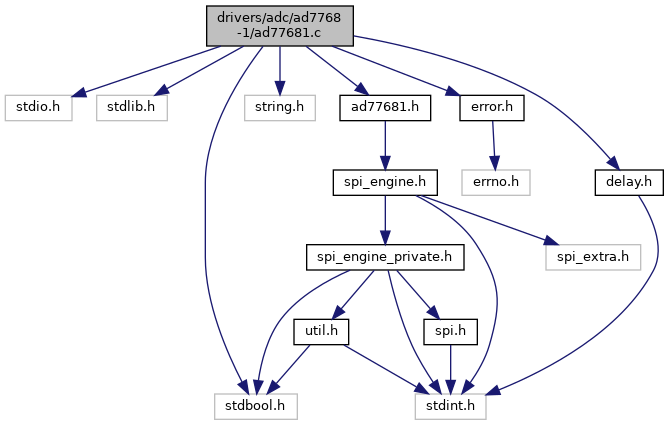 drivers/adc/ad7768
-1/ad77681.c
stdio.h
stdlib.h
string.h
ad77681.h
error.h
spi_engine.h
errno.h
delay.h
spi_engine_private.h
spi_extra.h
util.h
spi.h
stdbool.h
stdint.h